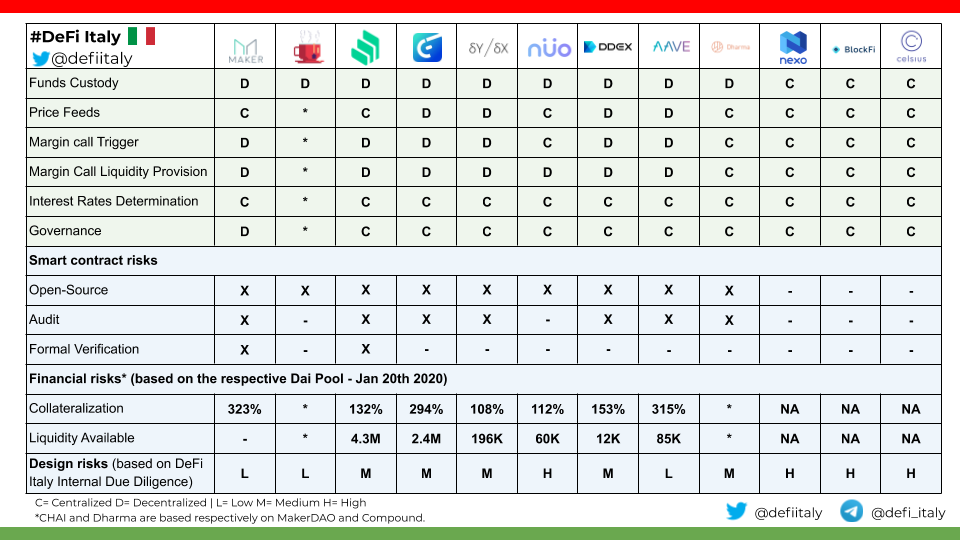 #DeFi Italy
@defiitaly
MAKER δY/δX nüo DDEX AAVE Dharma nexo BlockFi celsius
Funds Custody D D D D D D D D D C C C
Price Feeds C * C D D C D D C C C C
Margin call Trigger D * D D D C D D C C C C
Margin Call Liquidity Provision D * D D D D D D C C C C
Interest Rates Determination C * C C C C C C C C C C
Governance D * C C C C C C C C C C
Smart contract risks
Open-Source X X X X X X X X X - - -
Audit X - X X X - X X X - - -
Formal Verification X - X - - - - - - - - -
Financial risks* (based on the respective Dai Pool - Jan 20th 2020)
Collateralization 323% * 132% 294% 108% 112% 153% 315% * NA NA NA
Liquidity Available - * 4.3M 2.4M 196K 60K 12K 85K * NA NA NA
Design risks (based on DeFi
Italy Internal Due Diligence) L L M M M H M L M H H H
C= Centralized D= Decentralized | L= Low M= Medium H= High
*CHAI and Dharma are based respectively on MakerDAO and Compound.
@defiitaly @defi_italy